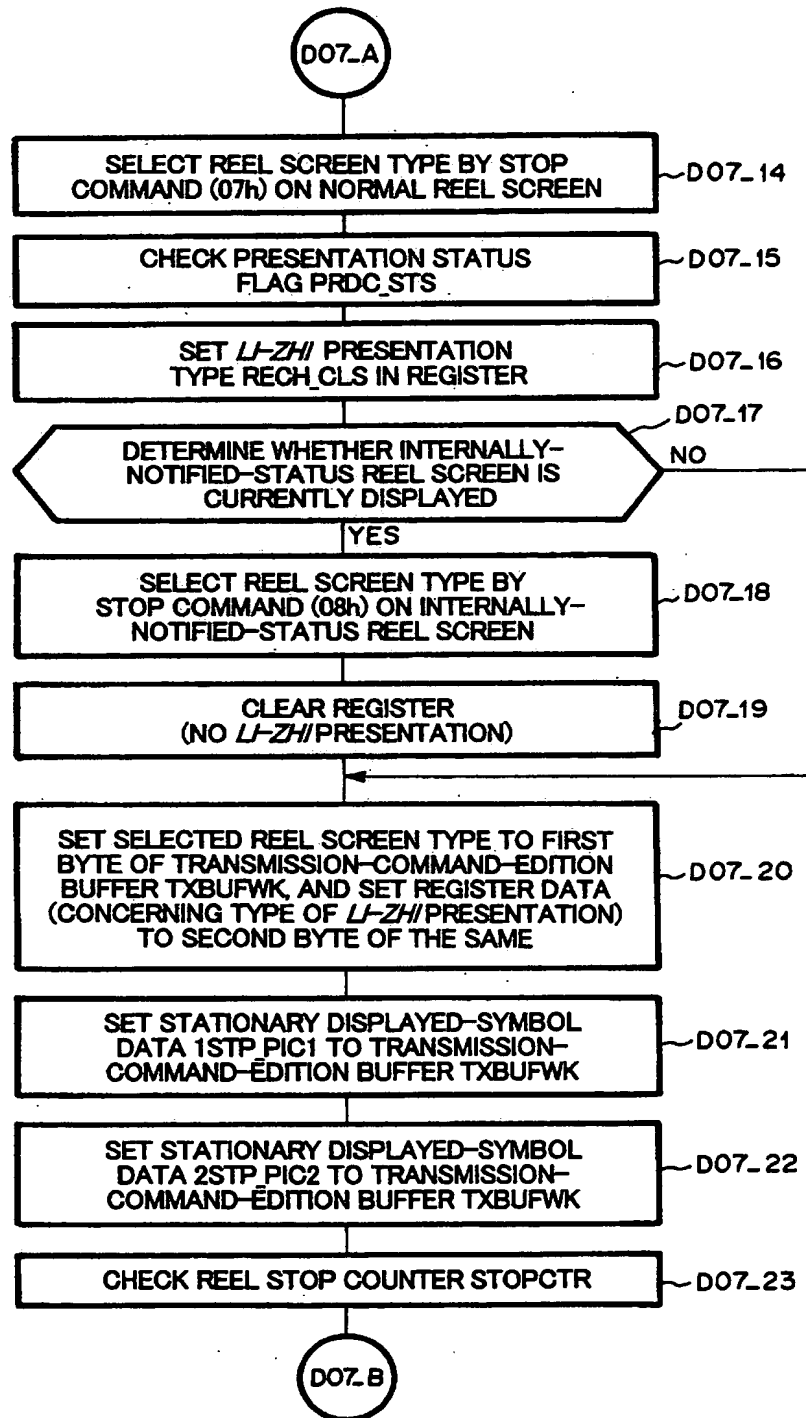 D07_A
SELECT REEL SCREEN TYPE BY STOP
COMMAND (07h) ON NORMAL REEL SCREEN
D07_14
CHECK PRESENTATION STATUS
FLAG PRDC_STS
D07_15
SET LI-ZHI PRESENTATION
TYPE RECH_CLS IN REGISTER
D07_16
D07_17
DETERMINE WHETHER INTERNALLY-
NOTIFIED-STATUS REEL SCREEN IS
CURRENTLY DISPLAYED
NO
YES
SELECT REEL SCREEN TYPE BY
STOP COMMAND (08h) ON INTERNALLY-
NOTIFIED-STATUS REEL SCREEN
D07_18
CLEAR REGISTER
(NO LI-ZHI PRESENTATION)
D07_19
SET SELECTED REEL SCREEN TYPE TO FIRST
BYTE OF TRANSMISSION-COMMAND-EDITION
BUFFER TXBUFWK, AND SET REGISTER DATA
(CONCERNING TYPE OF LI-ZHI PRESENTATION)
TO SECOND BYTE OF THE SAME
D07_20
SET STATIONARY DISPLAYED-SYMBOL
DATA 1STP_PIC1 TO TRANSMISSION-
COMMAND-EDITION BUFFER TXBUFWK
D07_21
SET STATIONARY DISPLAYED-SYMBOL
DATA 2STP_PIC2 TO TRANSMISSION-
COMMAND-EDITION BUFFER TXBUFWK
D07_22
CHECK REEL STOP COUNTER STOPCTR
D07_23
D07_B